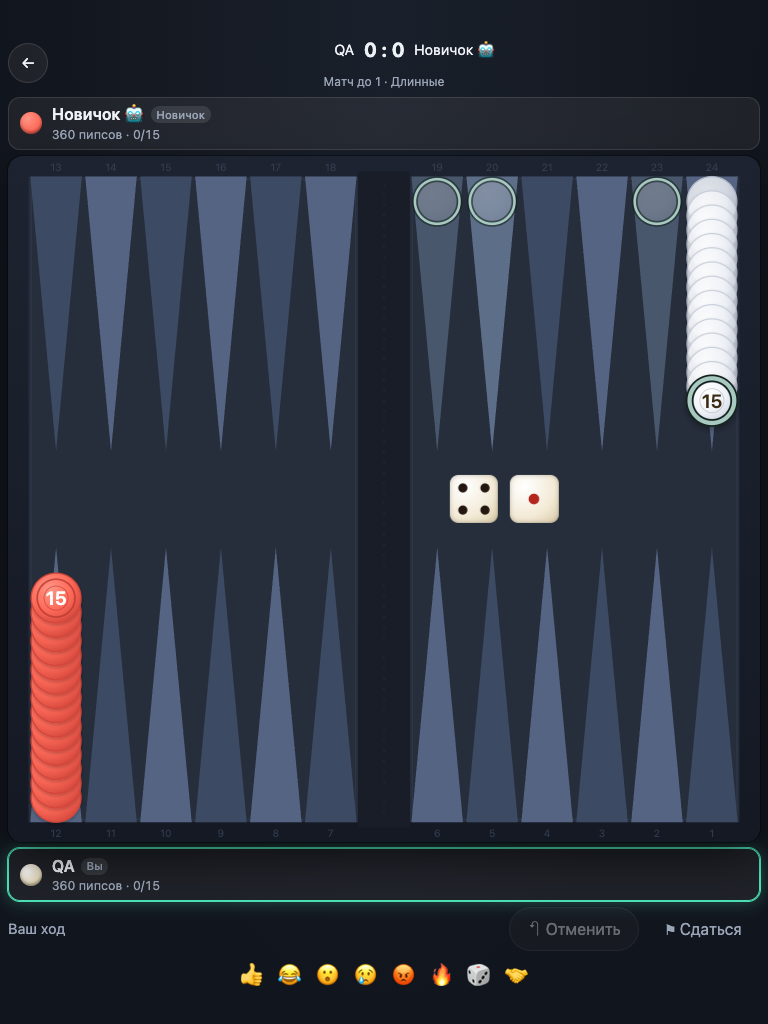 QA 0 : 0 Новичок
Матч до 1 · Длинные
Новичок Новичок
360 пипсов · 0/15
13 14 15 16 17 18 19 20 21 22 23 24
15
15
12 11 10 9 8 7 6 5 4 3 2 1
QA Вы
360 пипсов · 0/15
Ваш ход Отменить Сдаться